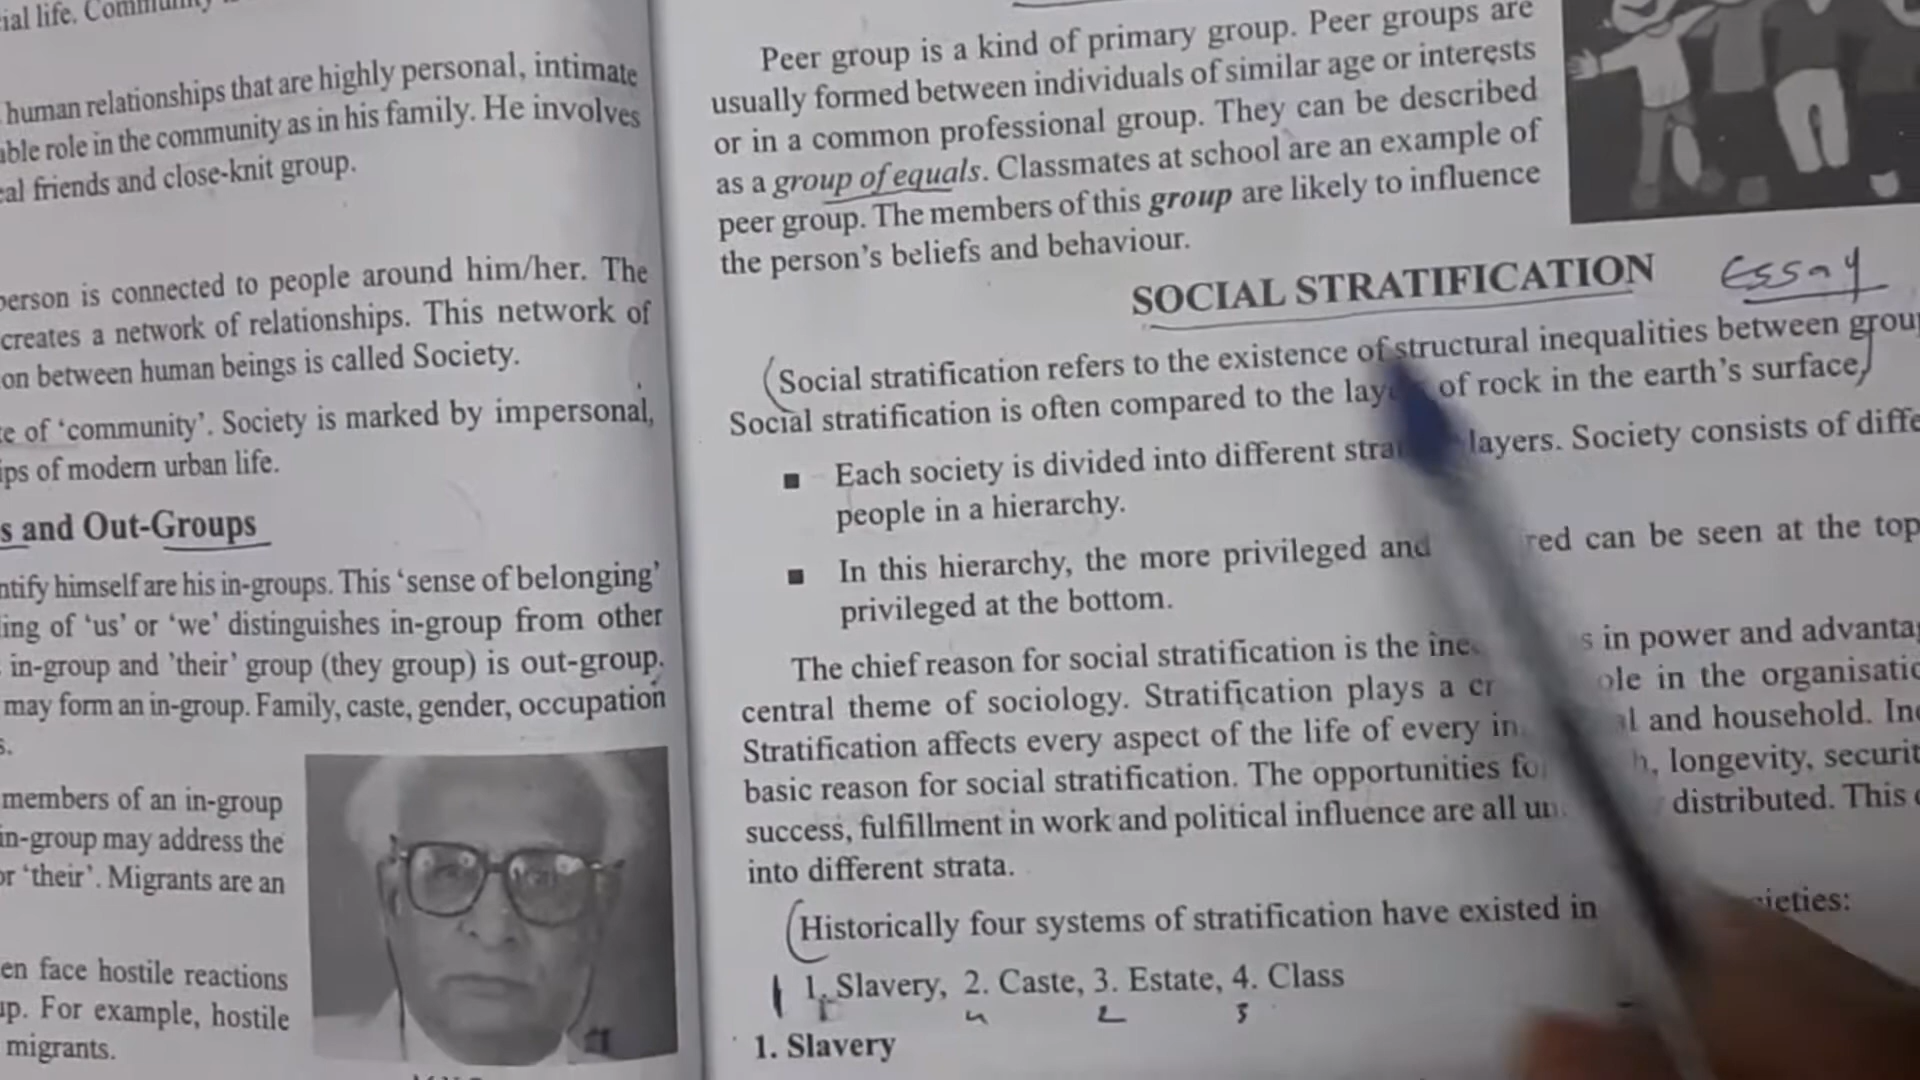 ial life.
human relationships that are highly personal, intimate
able role in the community as in his family. He involves
eal friends and close-knit group.
person is connected to people around him/her. The
creates a network of relationships. This network of
on between human beings is called Society.
e of ‘community’. Society is marked by impersonal,
ips of modern urban life.
s and Out-Groups
ntify himself are his in-groups. This ‘sense of belonging’
ing of ‘us’ or ‘we’ distinguishes in-group from other
in-group and ’their’ group (they group) is out-group.
may form an in-group. Family, caste, gender, occupation
s.
members of an in-group
in-group may address the
or ‘their’. Migrants are an
en face hostile reactions
up. For example, hostile
migrants.
Peer group is a kind of primary group. Peer groups are
usually formed between individuals of similar age or interests
or in a common professional group. They can be described
as a group of equals. Classmates at school are an example of
peer group. The members of this group are likely to influence
the person’s beliefs and behaviour.
SOCIAL STRATIFICATION Essay
(Social stratification refers to the existence of structural inequalities between grou
Social stratification is often compared to the of rock in the earth’s surface)
▪ Each society is divided into different layers. Society consists of diffe
people in a hierarchy.
▪ In this hierarchy, the more privileged and red can be seen at the top
privileged at the bottom.
The chief reason for social stratification is the s in power and advanta
central theme of sociology. Stratification plays a ole in the organisatio
Stratification affects every aspect of the life of every al and household.
basic reason for social stratification. The opportunities h, longevity, securit
success, fulfillment in work and political influence are all distributed. This
into different strata.
(Historically four systems of stratification have existed in cieties:
1. Slavery, 2. Caste, 3. Estate, 4. Class
1 4 2 3
1. Slavery